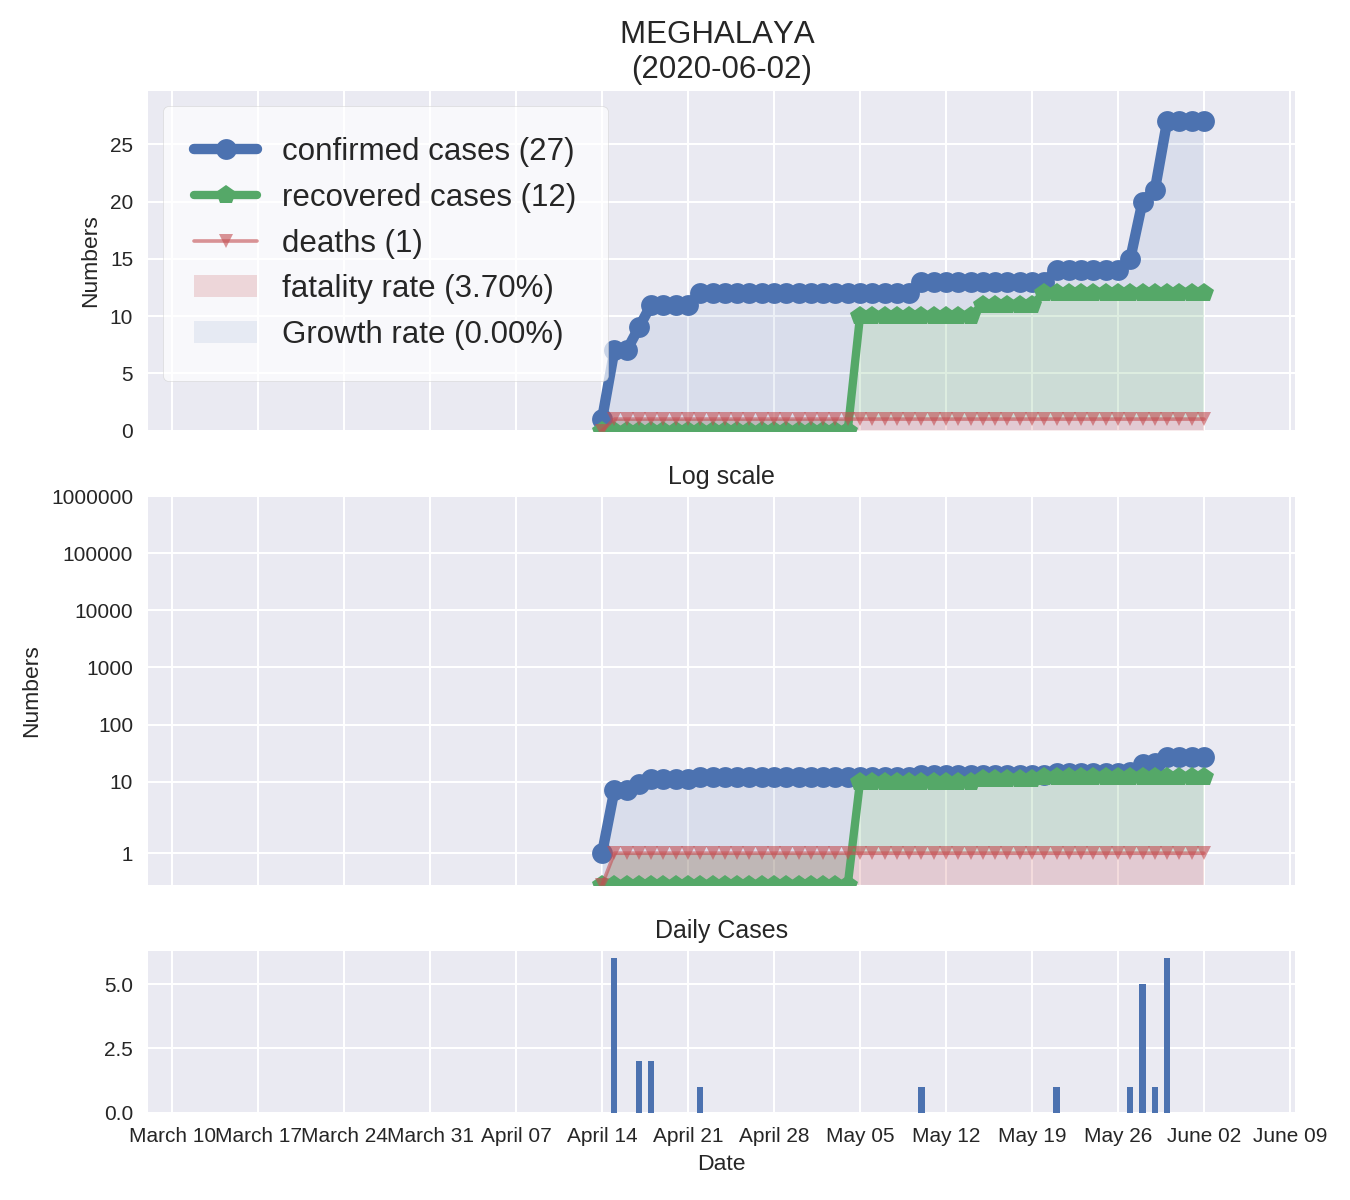 MEGHALAYA
(2020-06-02)
confirmed cases (27)
recovered cases (12)
deaths (1)
fatality rate (3.70%)
Growth rate (0.00%)
Numbers
25
20
15
10
5
0
Log scale
Numbers
1000000
100000
10000
1000
100
10
1
Daily Cases
5.0
2.5
0.0
March 10 March 17 March 24 March 31 April 07 April 14 April 21 April 28 May 05 May 12 May 19 May 26 June 02 June 09
Date